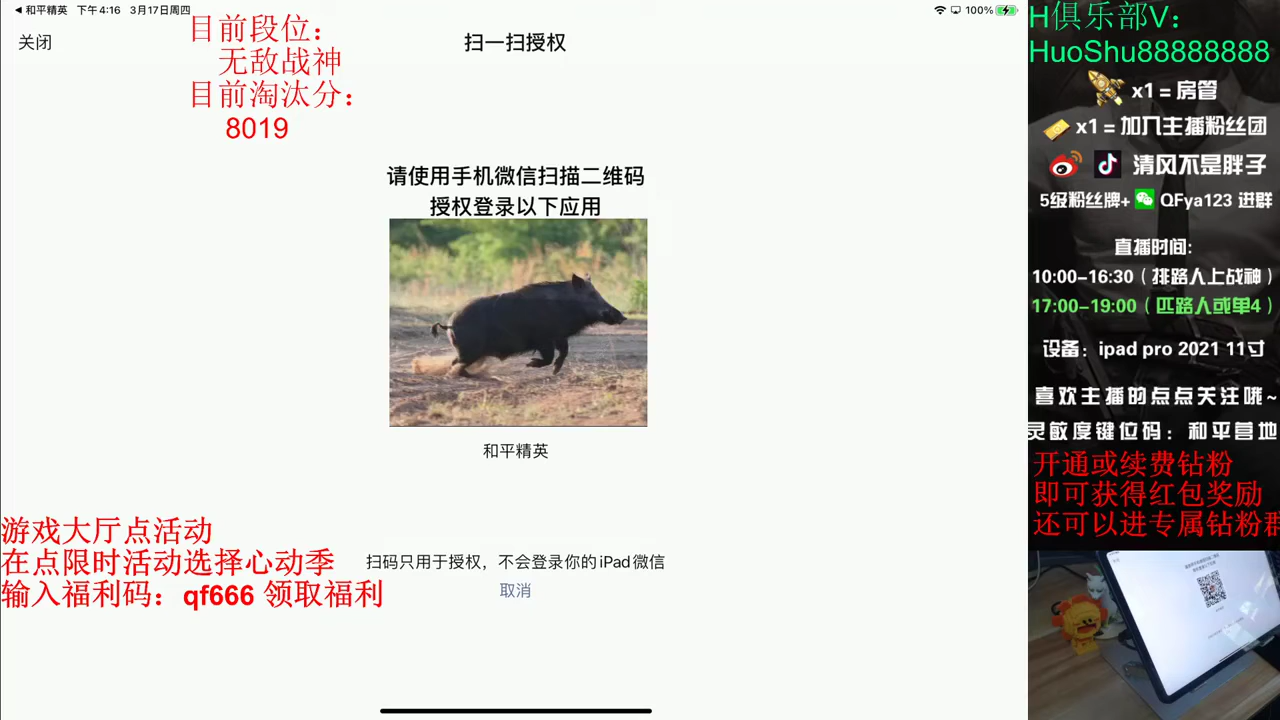 和平精英 下午4:16 3月17日周四
100%
关闭
扫一扫授权
目前段位：
无敌战神
目前淘汰分：
8019
请使用手机微信扫描二维码
授权登录以下应用
和平精英
扫码只用于授权，不会登录你的iPad微信
取消
游戏大厅点活动
在点限时活动选择心动季
输入福利码：qf666 领取福利
H俱乐部V：
HuoShu88888888
x1 = 房管
x1 = 加入主播粉丝团
清风不是胖子
5级粉丝牌+ QFya123 进群
直播时间:
10:00-16:30（排路人上战神）
17:00-19:00（匹路人或单4）
设备：ipad pro 2021 11寸
喜欢主播的点点关注哦~
灵敏度键位码：和平营地
开通或续费钻粉
即可获得红包奖励
还可以进专属钻粉群